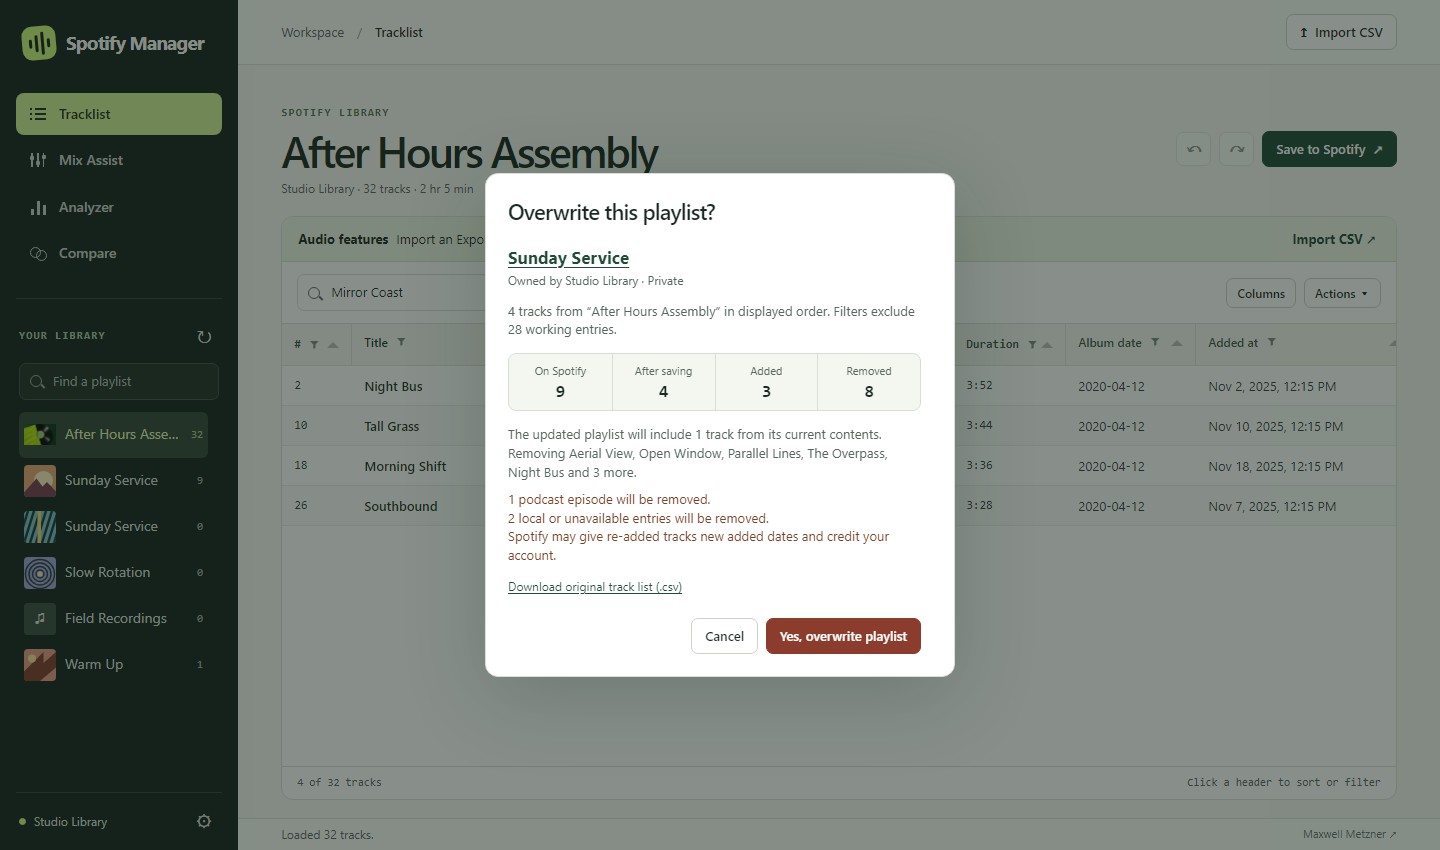 Spotify Manager
Tracklist
Mix Assist
Analyzer
Compare
YOUR LIBRARY
Find a playlist
After Hours Asse... 32
Sunday Service 9
Sunday Service 0
Slow Rotation 0
Field Recordings 0
Warm Up 1
Studio Library
Workspace / Tracklist
Import CSV
SPOTIFY LIBRARY
After Hours Assembly
Studio Library · 32 tracks · 2 hr 5 min
Save to Spotify ↗
Audio features Import an Expo
Import CSV ↗
Mirror Coast
Columns
Actions
# Title Duration Album date Added at
2 Night Bus 3:52 2020-04-12 Nov 2, 2025, 12:15 PM
10 Tall Grass 3:44 2020-04-12 Nov 10, 2025, 12:15 PM
18 Morning Shift 3:36 2020-04-12 Nov 18, 2025, 12:15 PM
26 Southbound 3:28 2020-04-12 Nov 7, 2025, 12:15 PM
4 of 32 tracks
Click a header to sort or filter
Loaded 32 tracks.
Maxwell Metzner ↗
Overwrite this playlist?
Sunday Service
Owned by Studio Library · Private
4 tracks from “After Hours Assembly” in displayed order. Filters exclude
28 working entries.
On Spotify After saving Added Removed
9 4 3 8
The updated playlist will include 1 track from its current contents.
Removing Aerial View, Open Window, Parallel Lines, The Overpass,
Night Bus and 3 more.
1 podcast episode will be removed.
2 local or unavailable entries will be removed.
Spotify may give re-added tracks new added dates and credit your
account.
Download original track list (.csv)
Cancel
Yes, overwrite playlist